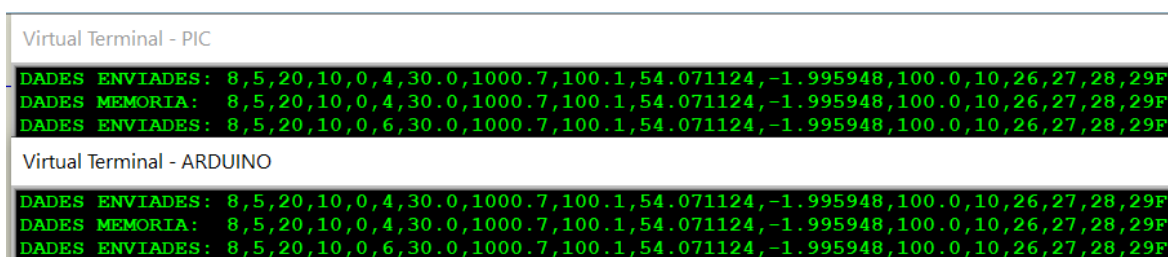 Virtual Terminal - PIC
DADES ENVIADES: 8,5,20,10,0,4,30.0,1000.7,100.1,54.071124,-1.995948,100.0,10,26,27,28,29F
DADES MEMORIA: 8,5,20,10,0,4,30.0,1000.7,100.1,54.071124,-1.995948,100.0,10,26,27,28,29F
DADES ENVIADES: 8,5,20,10,0,6,30.0,1000.7,100.1,54.071124,-1.995948,100.0,10,26,27,28,29F
Virtual Terminal - ARDUINO
DADES ENVIADES: 8,5,20,10,0,4,30.0,1000.7,100.1,54.071124,-1.995948,100.0,10,26,27,28,29F
DADES MEMORIA: 8,5,20,10,0,4,30.0,1000.7,100.1,54.071124,-1.995948,100.0,10,26,27,28,29F
DADES ENVIADES: 8,5,20,10,0,6,30.0,1000.7,100.1,54.071124,-1.995948,100.0,10,26,27,28,29F